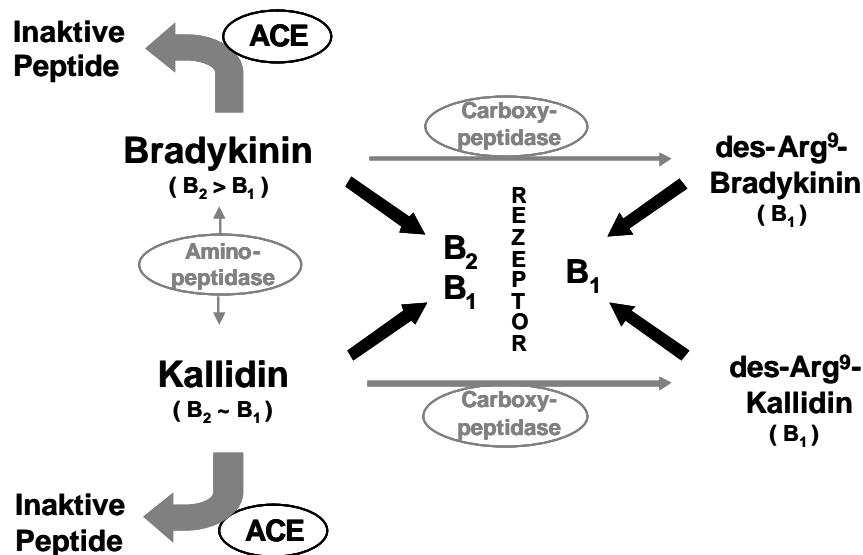 Inaktive
Peptide
ACE
Bradykinin
( B₂ > B₁ )
Carboxy-
peptidase
des-Arg⁹-
Bradykinin
( B₁ )
Amino-
peptidase
B₂
B₁
REZEPTOR
B₁
Kallidin
( B₂ ~ B₁ )
Carboxy-
peptidase
des-Arg⁹-
Kallidin
( B₁ )
Inaktive
Peptide
ACE